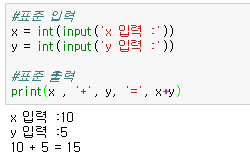 #표준 입력
x = int(input('x 입력 :'))
y = int(input('y 입력 :'))
#표준 출력
print(x , '+', y, '=', x+y)
x 입력 :10
y 입력 :5
10 + 5 = 15